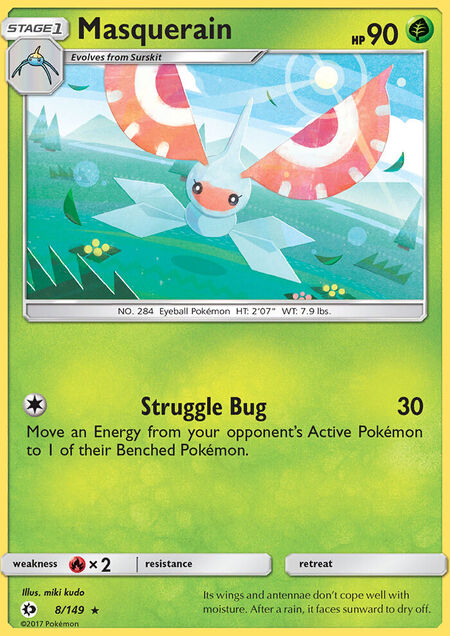 STAGE1 Masquerain HP 90
Evolves from Surskit
NO. 284 Eyeball Pokémon HT: 2'07" WT: 7.9 lbs.
Struggle Bug 30
Move an Energy from your opponent's Active Pokémon
to 1 of their Benched Pokémon.
weakness ×2 resistance retreat
Illus. miki kudo
8/149 ★
©2017 Pokémon
Its wings and antennae don't cope well with
moisture. After a rain, it faces sunward to dry off.